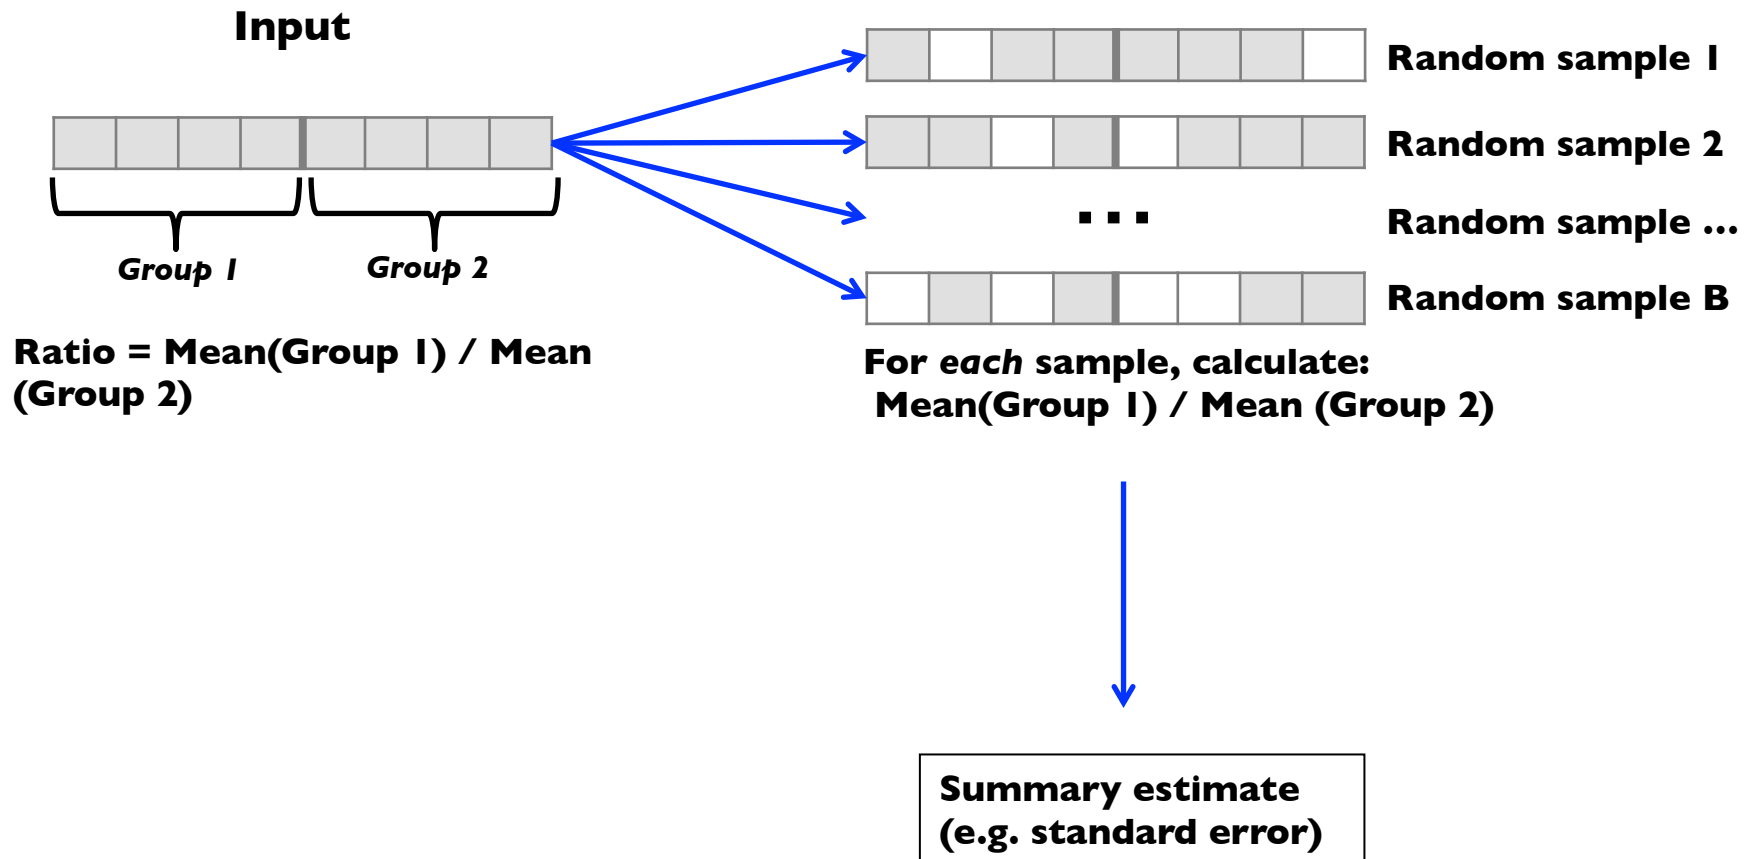 Input
Group 1
Group 2
Ratio = Mean(Group 1) / Mean
(Group 2)
Random sample 1
Random sample 2
...
Random sample ...
Random sample B
For each sample, calculate:
Mean(Group 1) / Mean (Group 2)
Summary estimate
(e.g. standard error)